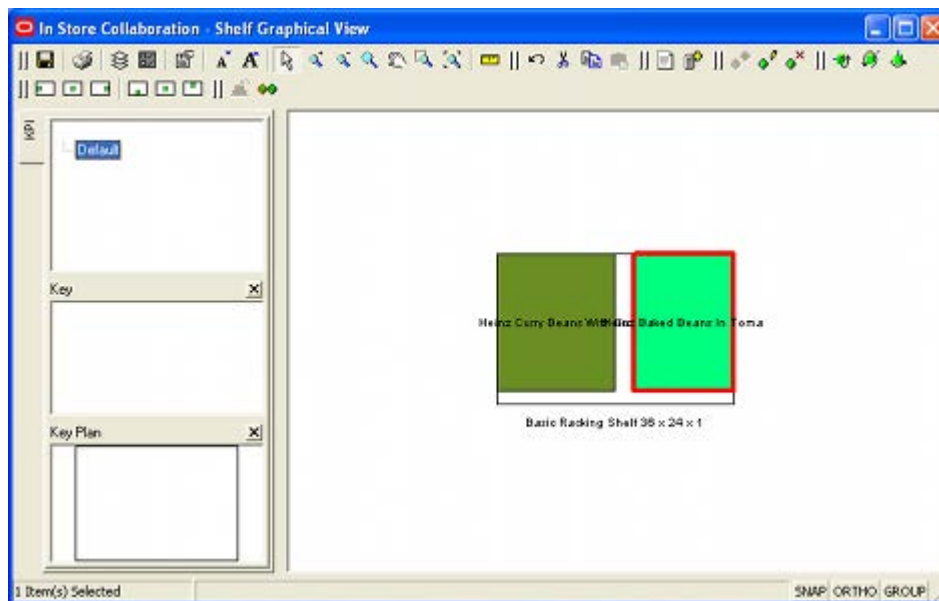 In Store Collaboration - Shelf Graphical View
Key
Default
Key
Key Plan
Heinz Curry Beans With Baked Beans In Toma
Basic Racking Shelf 36 x 24 x 1
1 Item(s) Selected
SNAP ORTHO GROUP